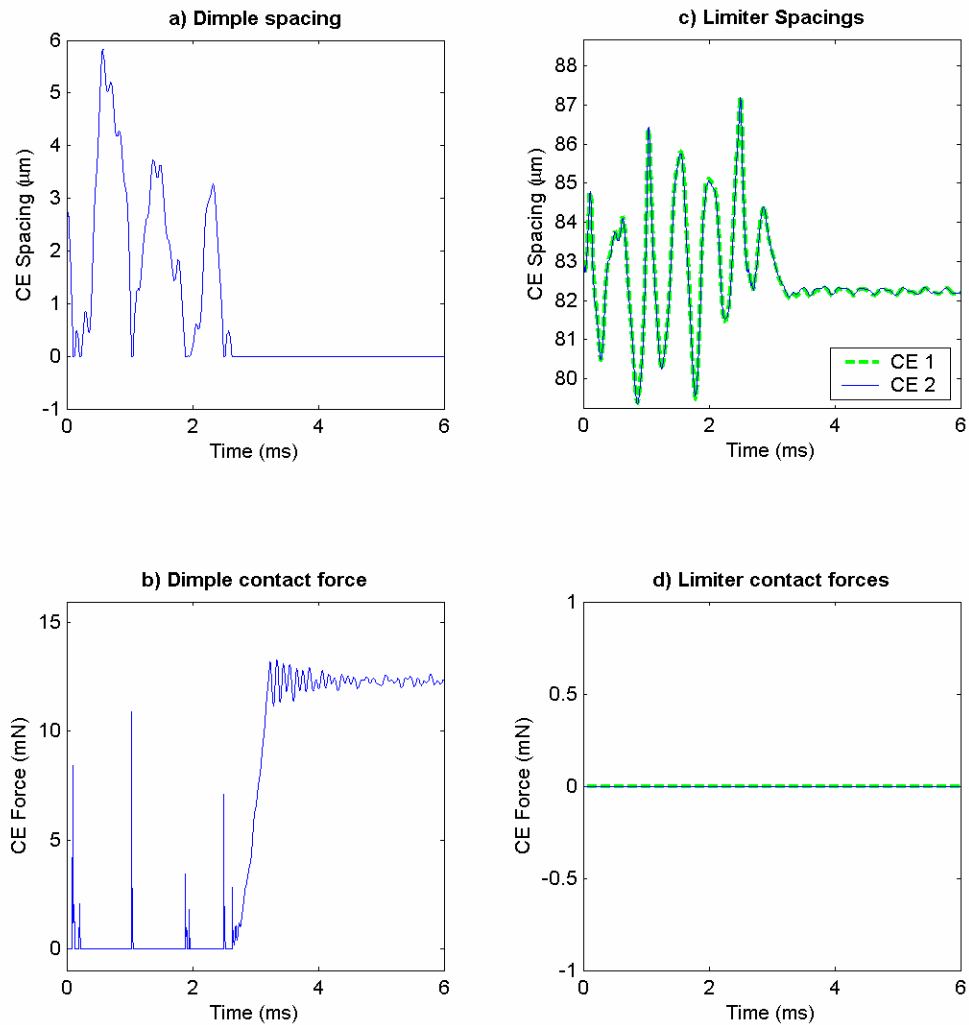 a) Dimple spacing
6
5
4
3
2
1
0
-1
CE Spacing (μm)
0 2 4 6
Time (ms)
c) Limiter Spacings
88
87
86
85
84
83
82
81
80
CE Spacing (μm)
CE 1
CE 2
0 2 4 6
Time (ms)
b) Dimple contact force
15
10
5
0
CE Force (mN)
0 2 4 6
Time (ms)
d) Limiter contact forces
1
0.5
0
-0.5
-1
CE Force (mN)
0 2 4 6
Time (ms)